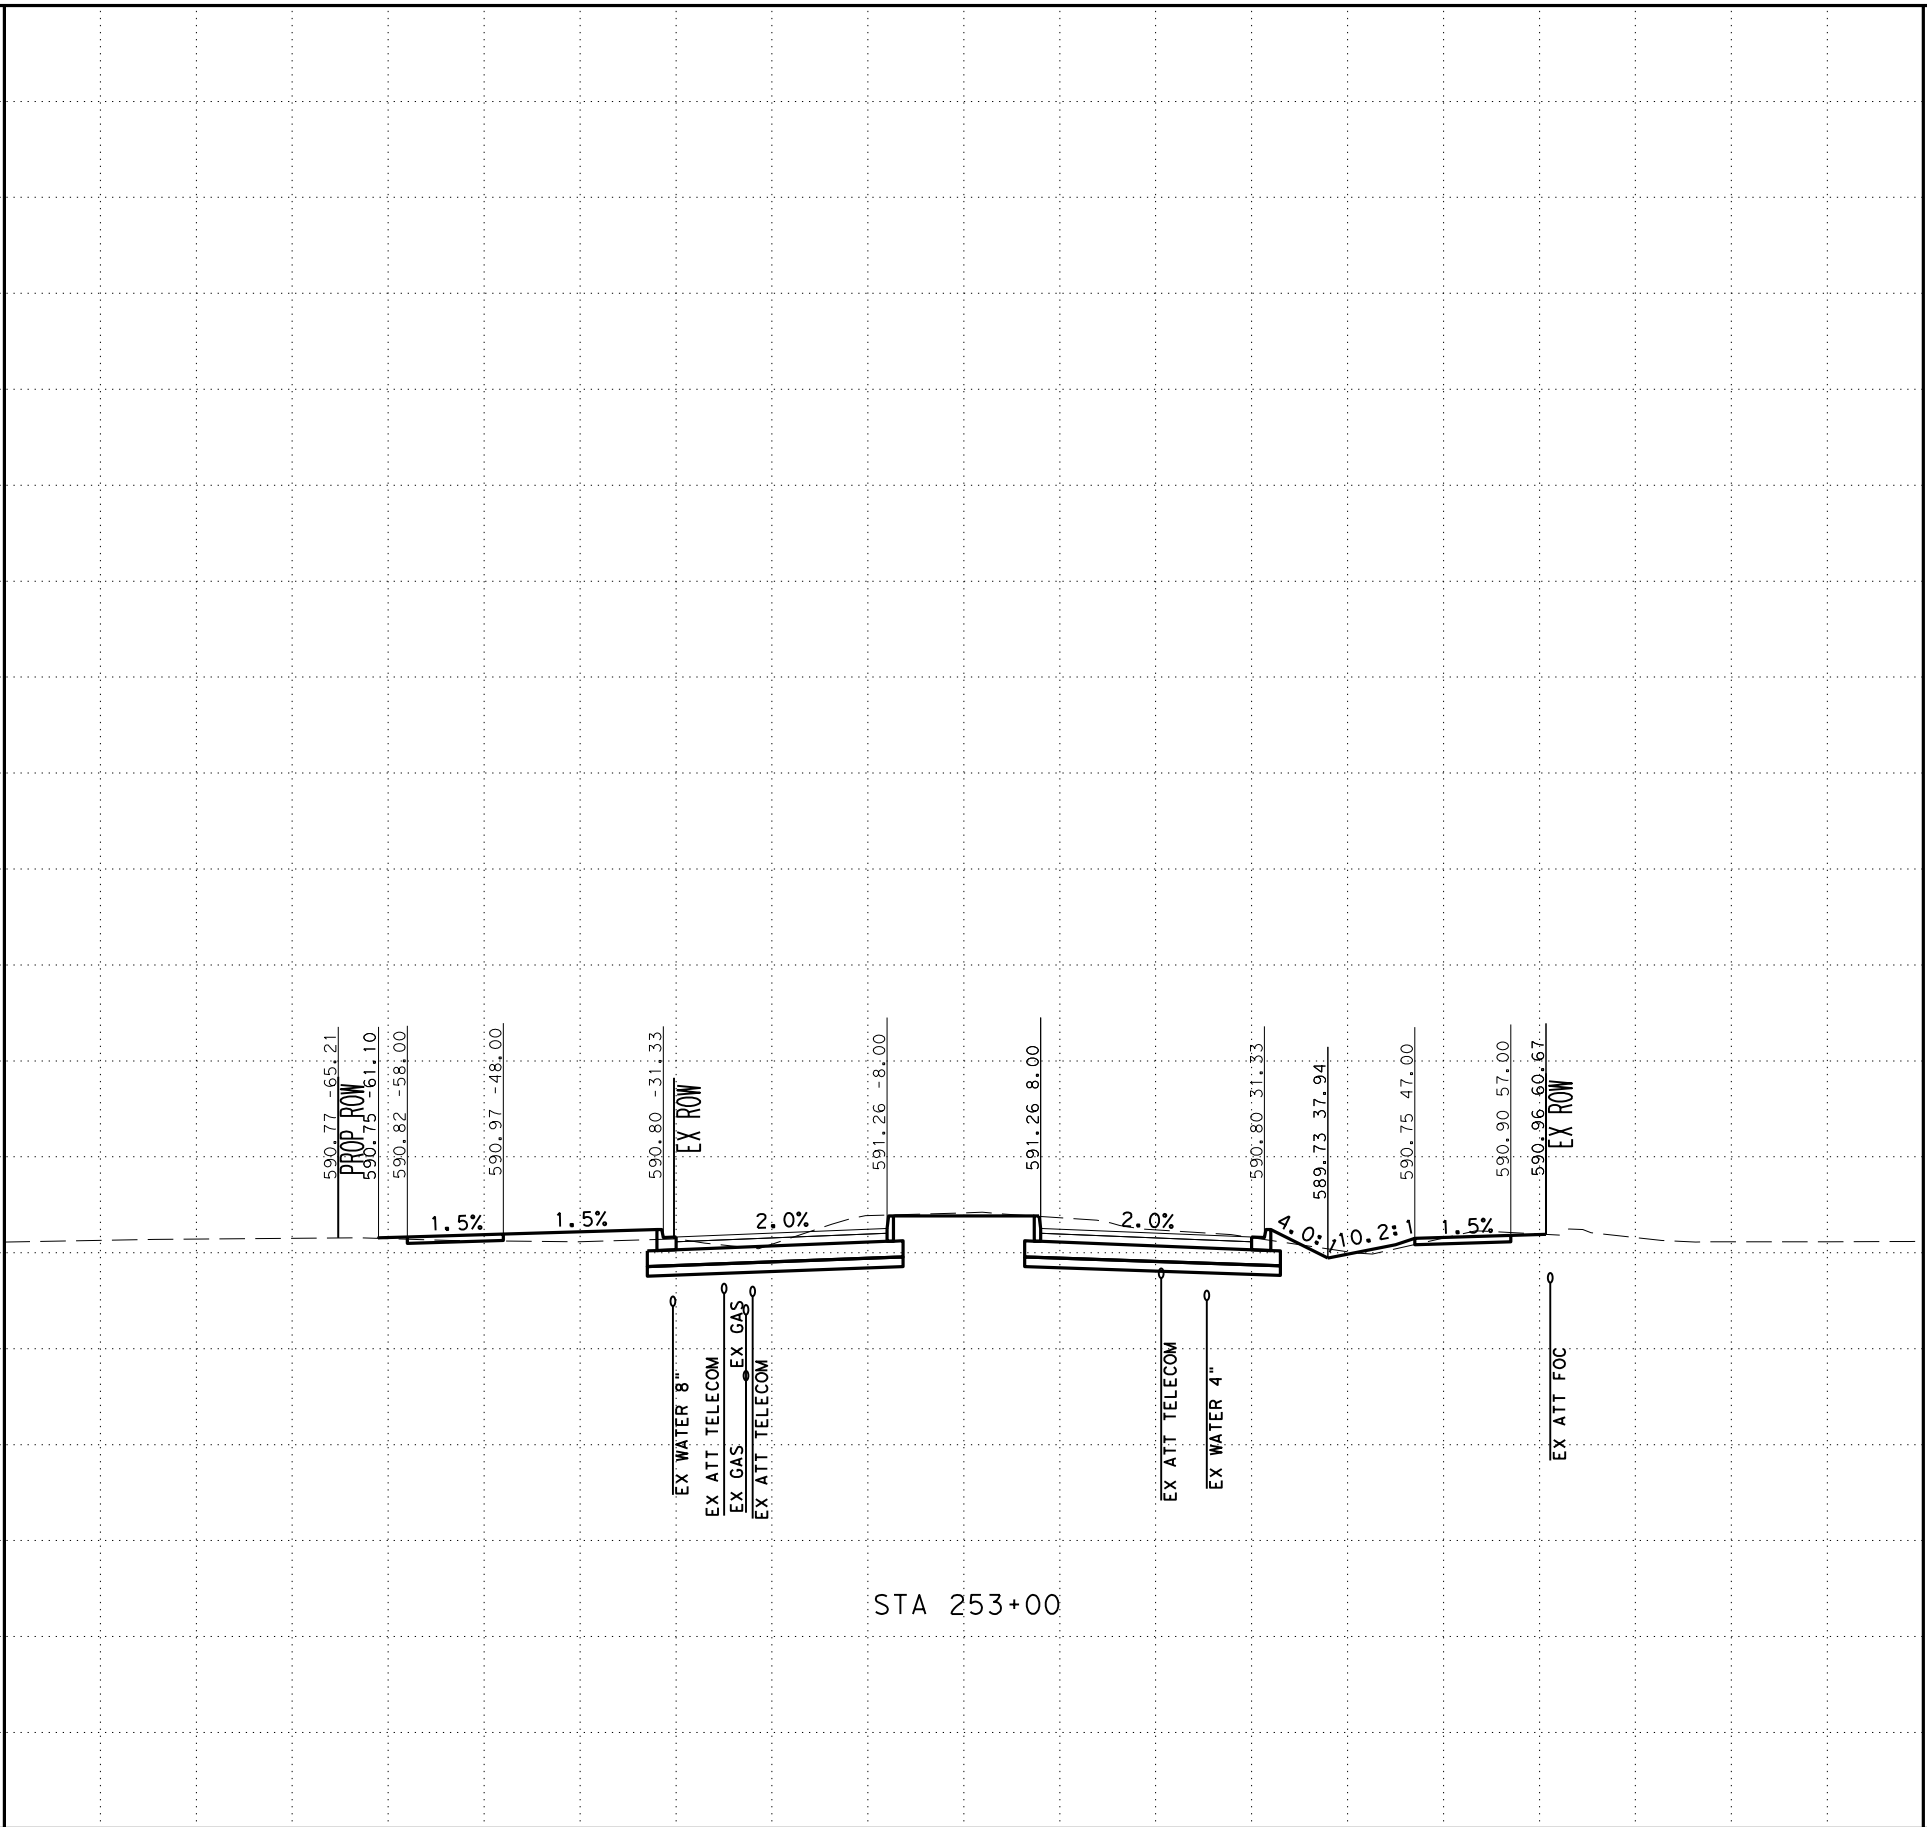 590.77 -65.21
PROP ROW
590.75 -61.10
590.82 -58.00
590.97 -48.00
590.80 -31.33
EX ROW
591.26 -8.00
591.26 8.00
590.80 31.33
589.73 37.94
590.75 47.00
590.90 57.00
590.96 60.67
EX ROW
1.5%
1.5%
2.0%
2.0%
4.0:1
10.2:1
1.5%
EX WATER 8"
EX ATT TELECOM
EX GAS
EX GAS
EX ATT TELECOM
EX ATT TELECOM
EX WATER 4"
EX ATT FOC
STA 253+00